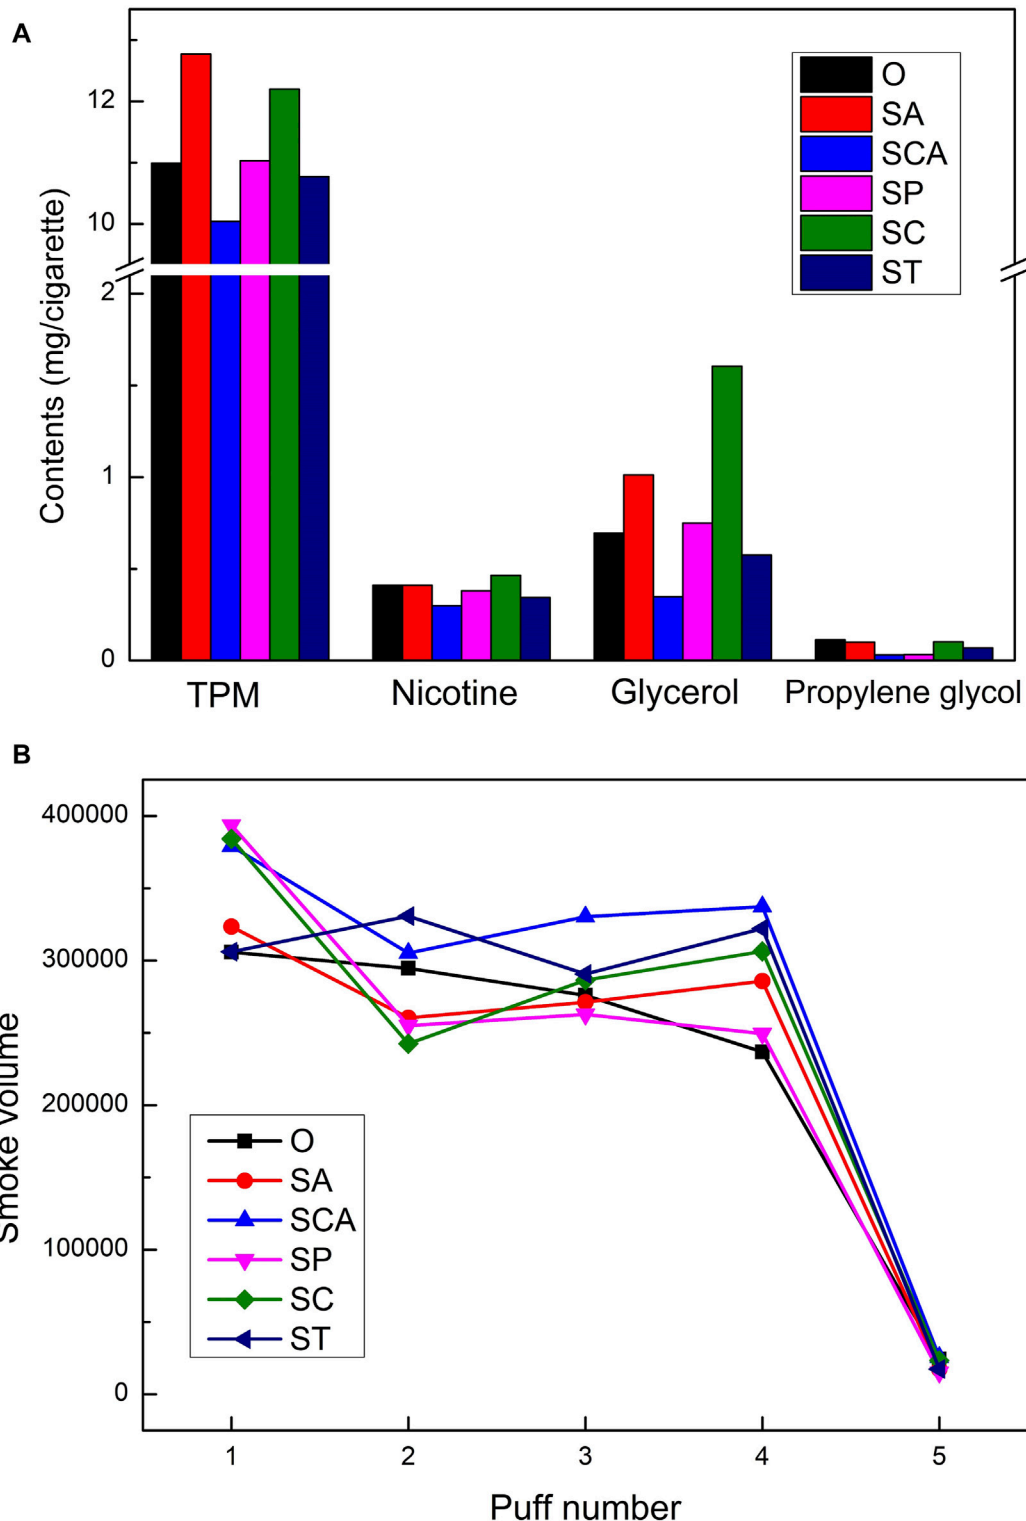 A
Contents (mg/cigarette)
12
10
2
1
0
O
SA
SCA
SP
SC
ST
TPM
Nicotine
Glycerol
Propylene glycol
B
Smoke Volume
400000
300000
200000
100000
0
O
SA
SCA
SP
SC
ST
1
2
3
4
5
Puff number